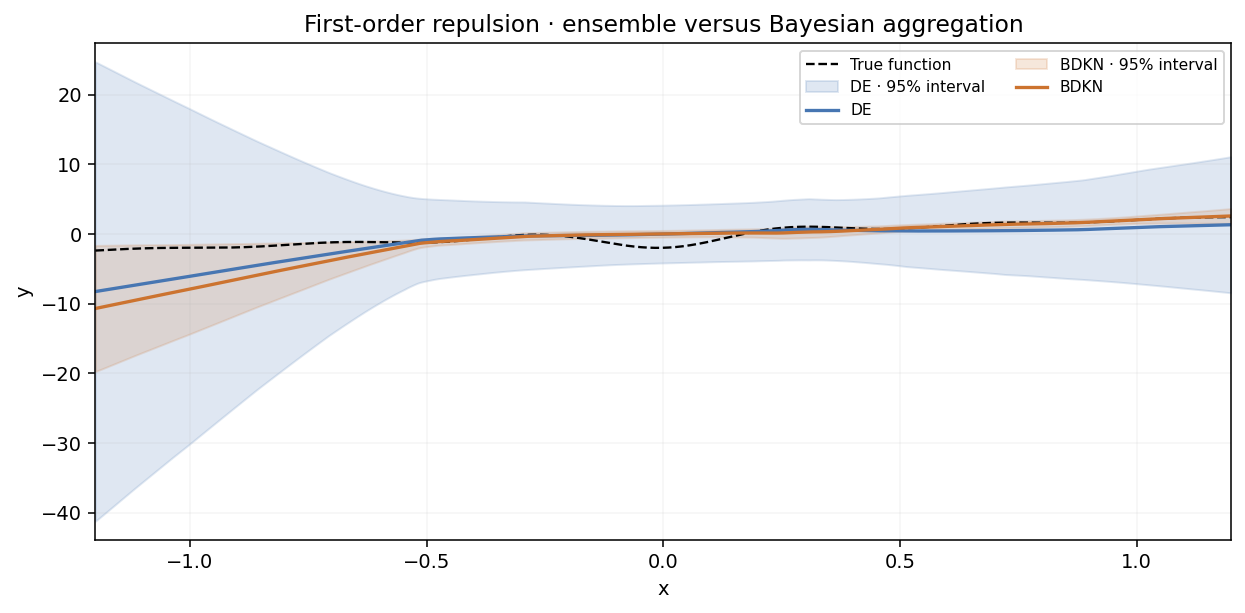 First-order repulsion · ensemble versus Bayesian aggregation
True function
DE · 95% interval
DE
BDKN · 95% interval
BDKN
20
10
0
−10
−20
−30
−40
y
−1.0
−0.5
0.0
0.5
1.0
x